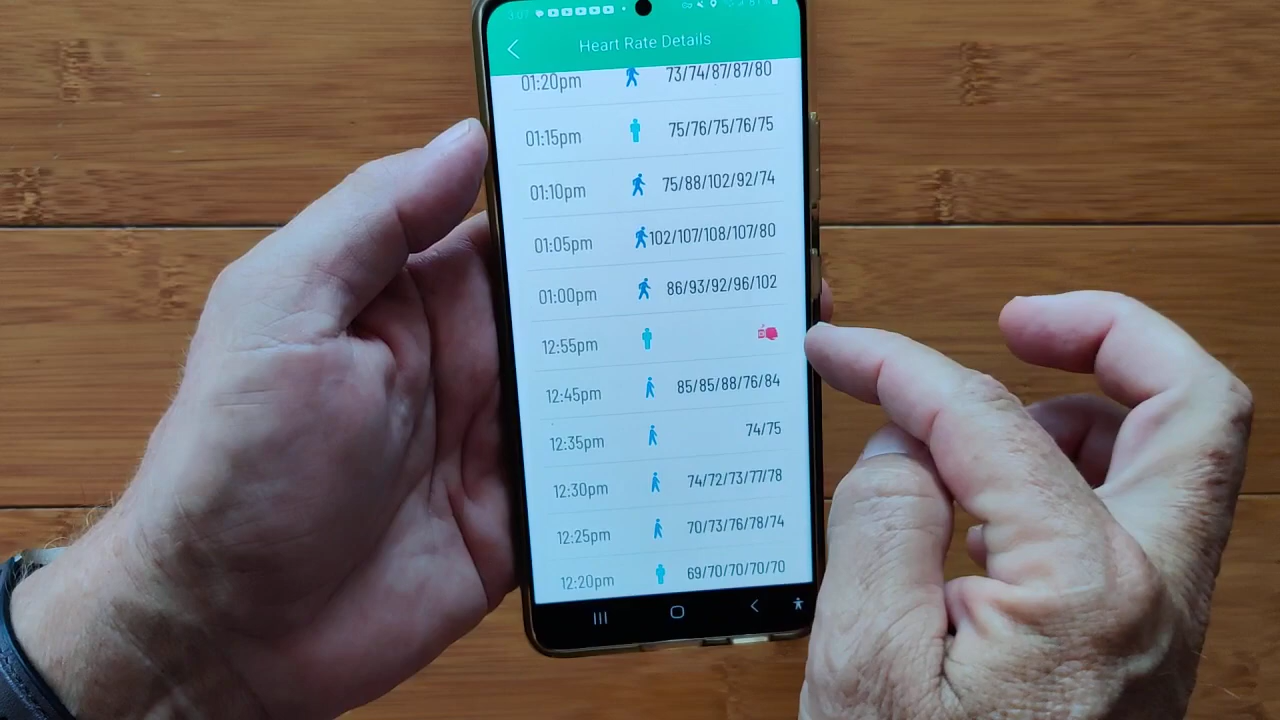 3:07
Heart Rate Details
01:20pm 73/74/87/87/80
01:15pm 75/76/75/76/75
01:10pm 75/88/102/92/74
01:05pm 102/107/108/107/80
01:00pm 86/93/92/96/102
12:55pm
12:45pm 85/85/88/76/84
12:35pm 74/75
12:30pm 74/72/73/77/78
12:25pm 70/73/76/78/74
12:20pm 69/70/70/70/70